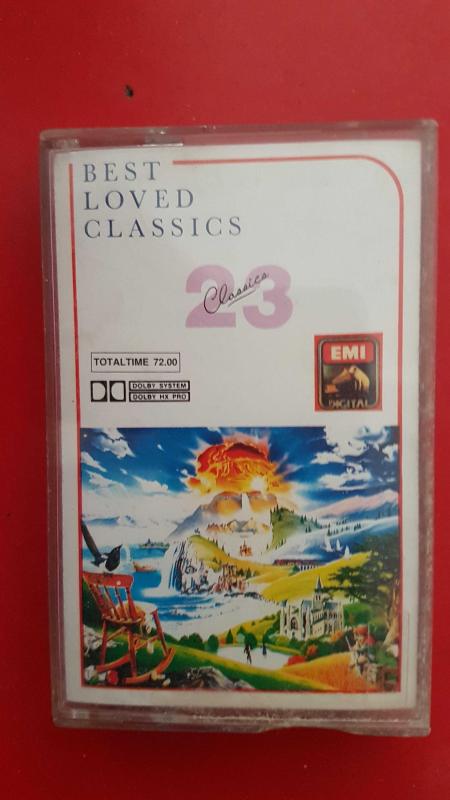 BEST
LOVED
CLASSICS
23
Classics
TOTALTIME 72.00
DOLBY SYSTEM
DOLBY HX PRO
EMI
DIGITAL